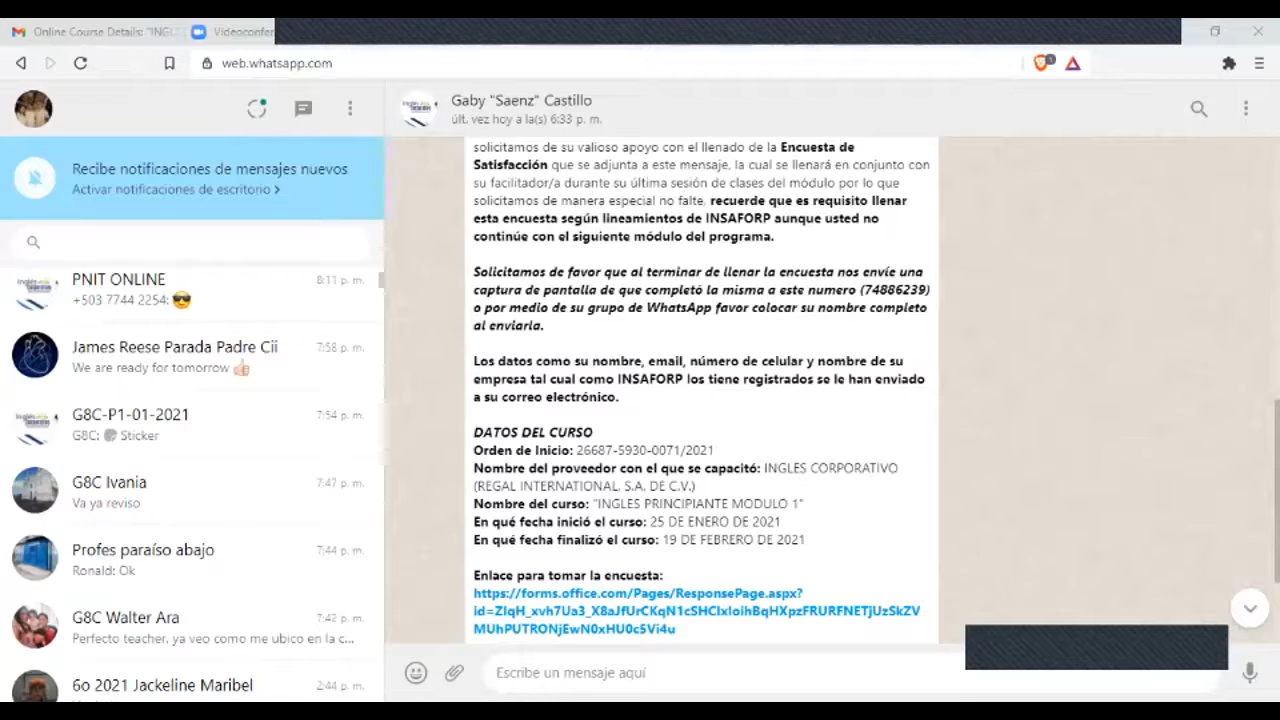 Online Course Details: "INGL
Videoconfer
web.whatsapp.com
Gaby "Saenz" Castillo
últ. vez hoy a la(s) 6:33 p. m.
Recibe notificaciones de mensajes nuevos
Activar notificaciones de escritorio >
PNIT ONLINE 8:11 p. m.
+503 7744 2254: 😎
James Reese Parada Padre Cii 7:58 p. m.
We are ready for tomorrow 👍🏻
G8C-P1-01-2021 7:54 p. m.
G8C: Sticker
G8C Ivania 7:47 p. m.
Va ya reviso
Profes paraíso abajo 7:44 p. m.
Ronald: Ok
G8C Walter Ara 7:42 p. m.
Perfecto teacher, ya veo como me ubico en la c...
6o 2021 Jackeline Maribel 2:44 p. m.
solicitamos de su valioso apoyo con el llenado de la Encuesta de
Satisfacción que se adjunta a este mensaje, la cual se llenará en conjunto con
su facilitador/a durante su última sesión de clases del módulo por lo que
solicitamos de manera especial no falte, recuerde que es requisito llenar
esta encuesta según lineamientos de INSAFORP aunque usted no
continúe con el siguiente módulo del programa.
Solicitamos de favor que al terminar de llenar la encuesta nos envíe una
captura de pantalla de que completó la misma a este numero (74886239)
o por medio de su grupo de WhatsApp favor colocar su nombre completo
al enviarla.
Los datos como su nombre, email, número de celular y nombre de su
empresa tal cual como INSAFORP los tiene registrados se le han enviado
a su correo electrónico.
DATOS DEL CURSO
Orden de Inicio: 26687-5930-0071/2021
Nombre del proveedor con el que se capacitó: INGLES CORPORATIVO
(REGAL INTERNATIONAL, S.A. DE C.V.)
Nombre del curso: "INGLES PRINCIPIANTE MODULO 1"
En qué fecha inició el curso: 25 DE ENERO DE 2021
En qué fecha finalizó el curso: 19 DE FEBRERO DE 2021
Enlace para tomar la encuesta:
https://forms.office.com/Pages/ResponsePage.aspx?
id=ZIqH_xvh7Ua3_X8aJfUrCKqN1cSHCIxIoihBqHXpzFRURFNETjUzSkZV
MUhPUTRONjEwN0xHU0c5Vi4u
Escribe un mensaje aquí